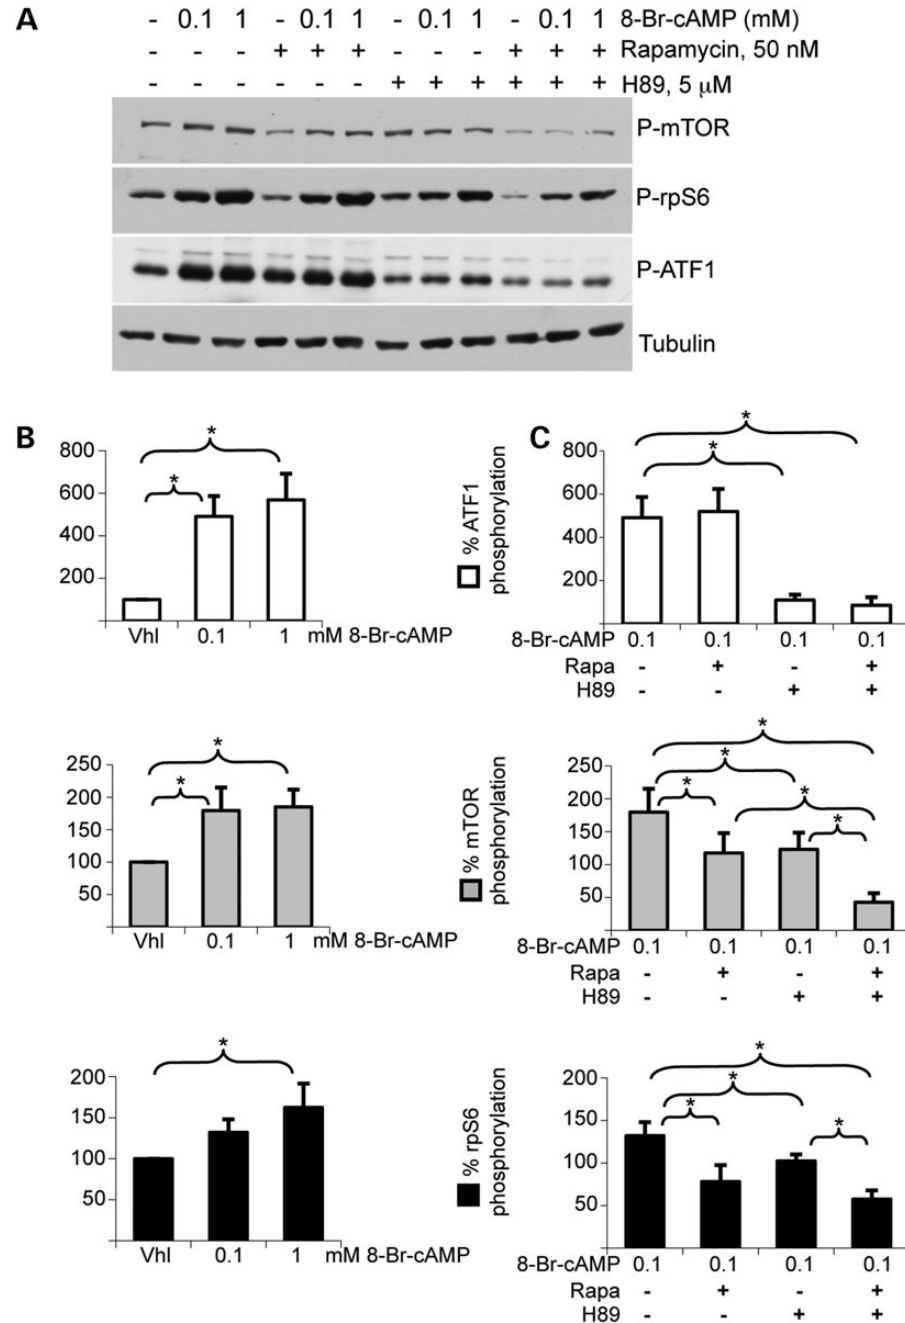 A
- 0.1 1 - 0.1 1 - 0.1 1 - 0.1 1 8-Br-cAMP (mM)
- - - + + + - - - + + + Rapamycin, 50 nM
- - - - - - + + + + + + H89, 5 μM
P-mTOR
P-rpS6
P-ATF1
Tubulin
B
* *
800
600
400
200
Vhl 0.1 1 mM 8-Br-cAMP
% ATF1
phosphorylation
C
* *
800
600
400
200
8-Br-cAMP 0.1 0.1 0.1 0.1
Rapa - + - +
H89 - - + +
* *
250
200
150
100
50
Vhl 0.1 1 mM 8-Br-cAMP
% mTOR
phosphorylation
* * * * *
250
200
150
100
50
8-Br-cAMP 0.1 0.1 0.1 0.1
Rapa - + - +
H89 - - + +
*
200
150
100
50
Vhl 0.1 1 mM 8-Br-cAMP
% rpS6
phosphorylation
* * * *
200
150
100
50
8-Br-cAMP 0.1 0.1 0.1 0.1
Rapa - + - +
H89 - - + +